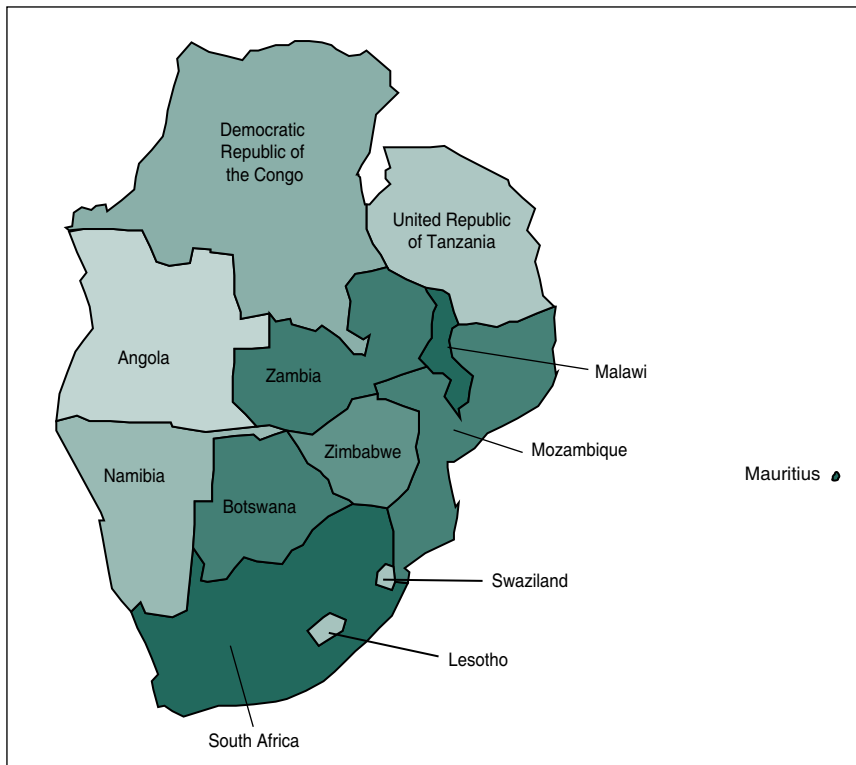 Democratic
Republic of
the Congo
United Republic
of Tanzania
Angola
Zambia
Malawi
Mozambique
Zimbabwe
Namibia
Mauritius
Botswana
Swaziland
Lesotho
South Africa